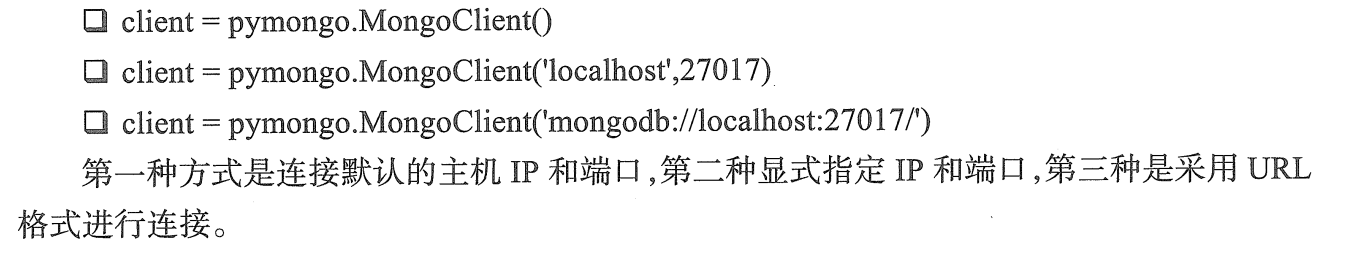 ❑ client = pymongo.MongoClient()
❑ client = pymongo.MongoClient('localhost',27017)
❑ client = pymongo.MongoClient('mongodb://localhost:27017/')
第一种方式是连接默认的主机 IP 和端口,第二种显式指定 IP 和端口,第三种是采用 URL
格式进行连接。